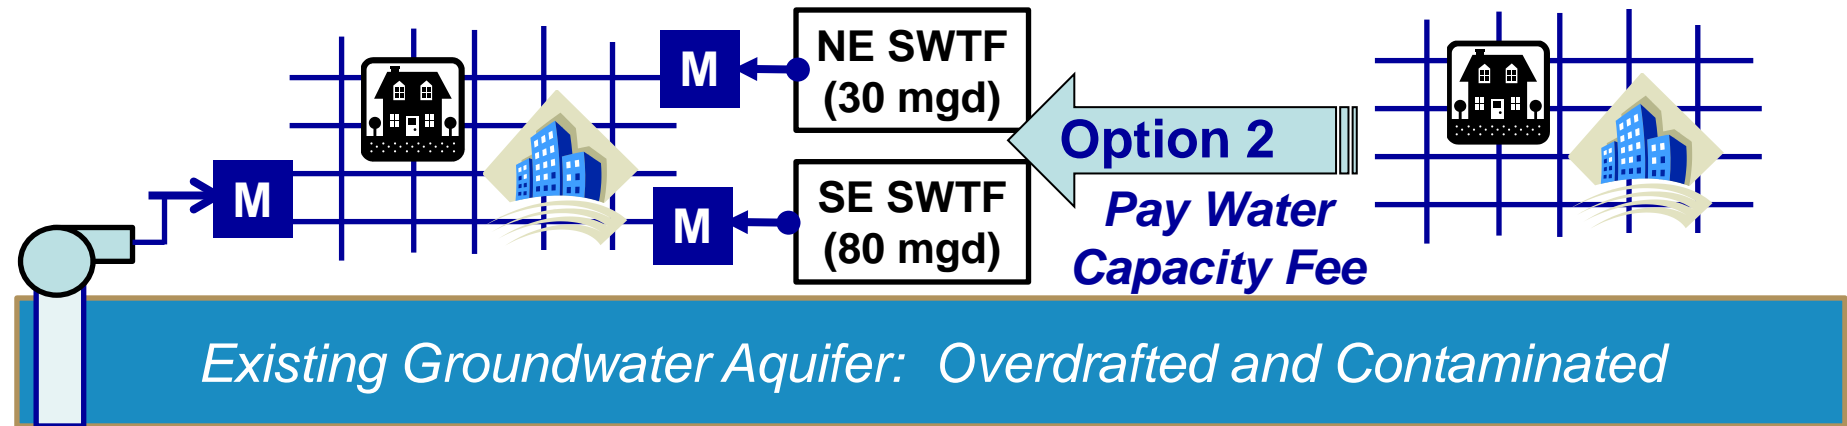 M
NE SWTF
(30 mgd)
Option 2
M
M
SE SWTF
(80 mgd)
Pay Water
Capacity Fee
Existing Groundwater Aquifer:  Overdrafted and Contaminated